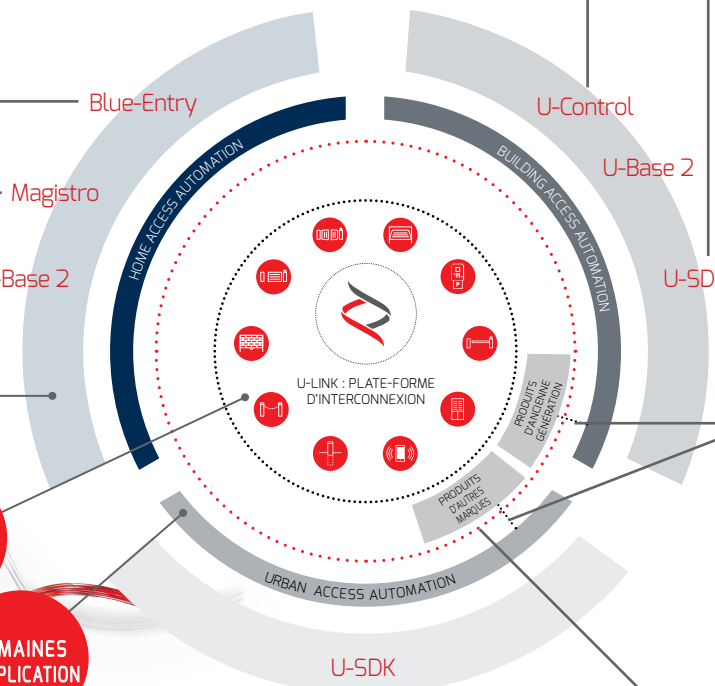 Blue-Entry
U-Control
HOME ACCESS AUTOMATION
BUILDING ACCESS AUTOMATION
U-Base 2
Magistro
-Base 2
U-SD
U-LINK : PLATE-FORME
D'INTERCONNEXION
PRODUITS
D'ANCIENNE
GÉNÉRATION
PRODUITS
D'AUTRES
MARQUES
URBAN ACCESS AUTOMATION
MAINES
PLICATION
U-SDK